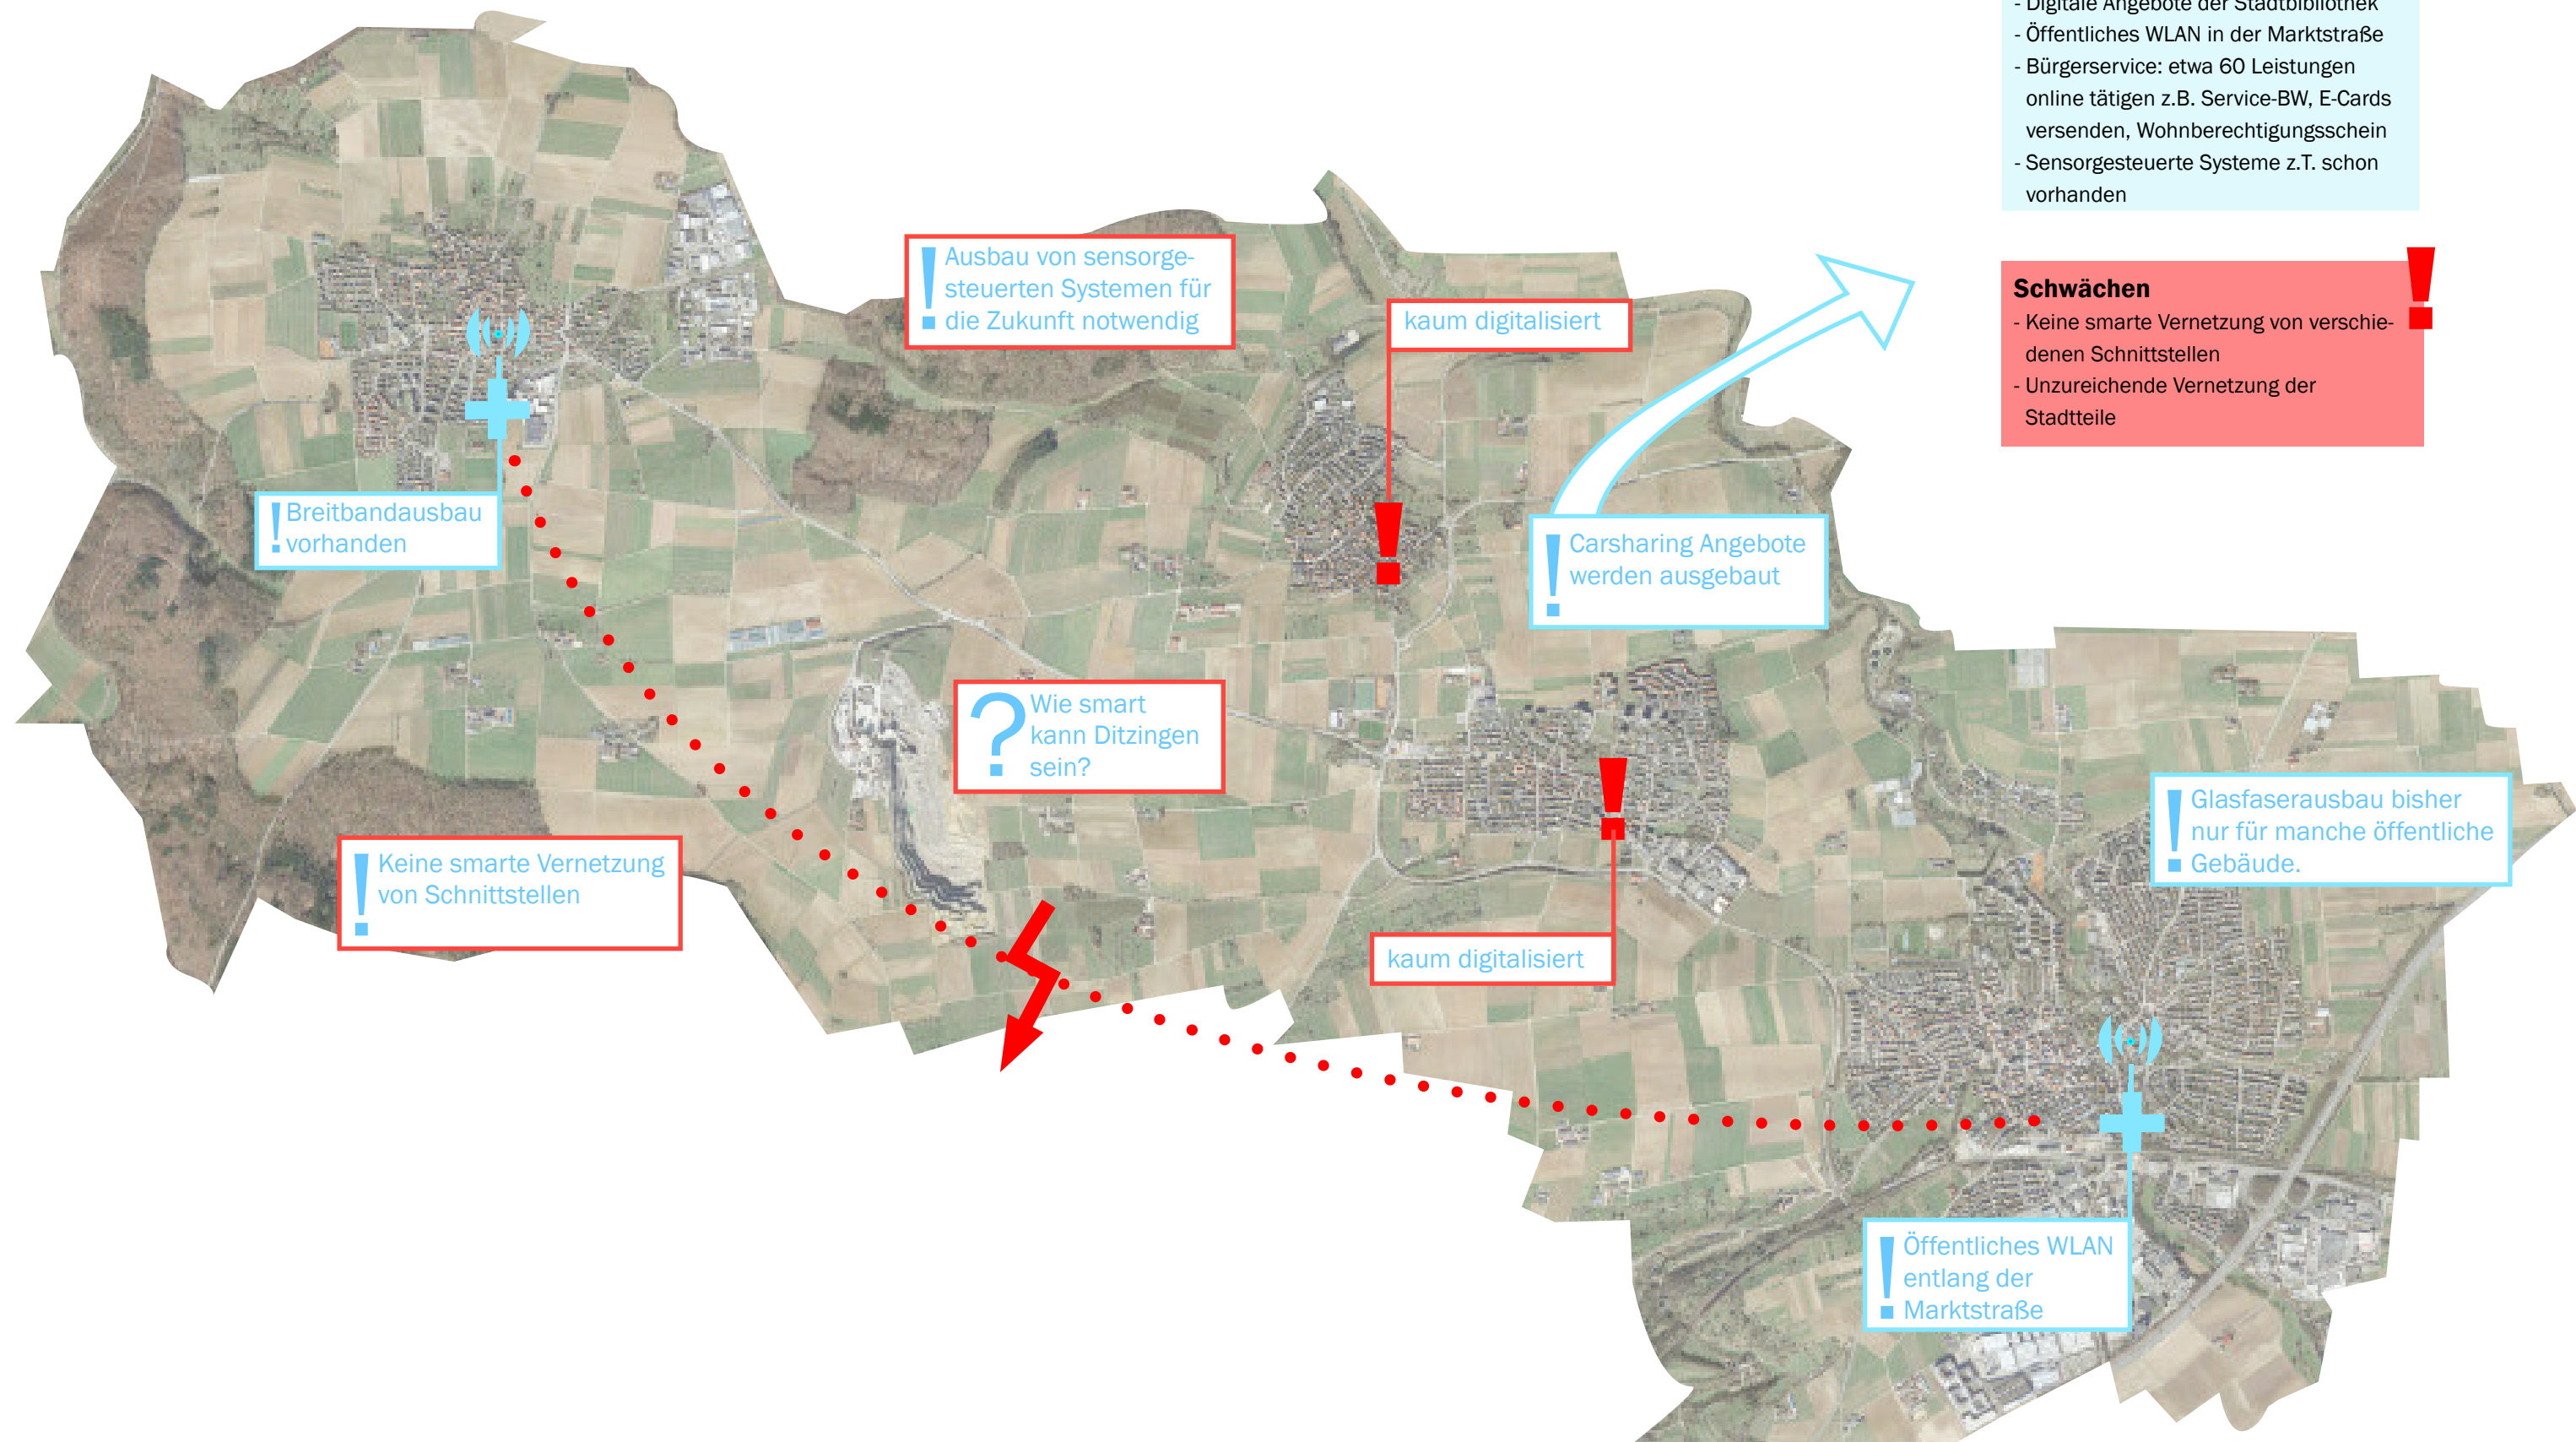 - Digitale Angebote der Stadtbibliothek
- Öffentliches WLAN in der Marktstraße
- Bürgerservice: etwa 60 Leistungen
online tätigen z.B. Service-BW, E-Cards
versenden, Wohnberechtigungsschein
- Sensorgesteuerte Systeme z.T. schon
vorhanden
Schwächen
- Keine smarte Vernetzung von verschie-
denen Schnittstellen
- Unzureichende Vernetzung der
Stadtteile
!
! Ausbau von sensorge-
steuerten Systemen für
die Zukunft notwendig
kaum digitalisiert
!
! Breitbandausbau
vorhanden
! Carsharing Angebote
werden ausgebaut
? Wie smart
kann Ditzingen
sein?
! Keine smarte Vernetzung
von Schnittstellen
!
kaum digitalisiert
! Glasfaserausbau bisher
nur für manche öffentliche
Gebäude.
! Öffentliches WLAN
entlang der
Marktstraße